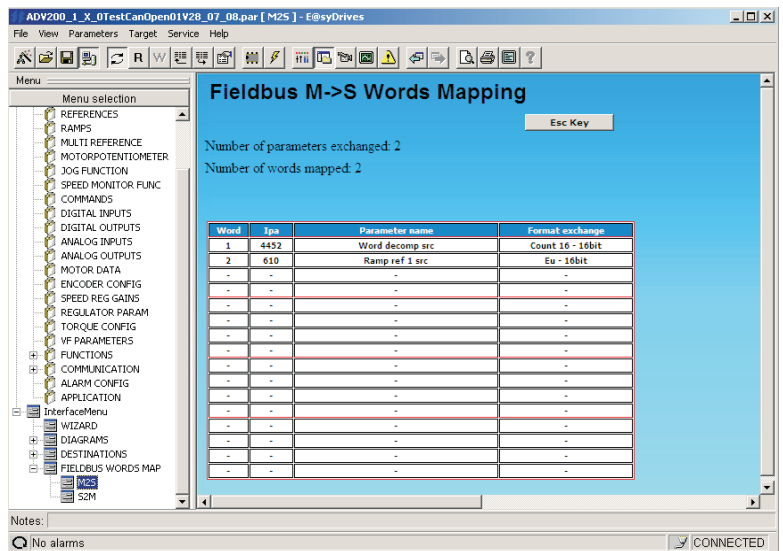 ADV200_1_X_0TestCanOpen01V28_07_08.par [ M2S ] - E@syDrives
File View Parameters Target Service Help
R W
Menu
Menu selection
REFERENCES
RAMPS
MULTI REFERENCE
MOTORPOTENTIOMETER
JOG FUNCTION
SPEED MONITOR FUNC
COMMANDS
DIGITAL INPUTS
DIGITAL OUTPUTS
ANALOG INPUTS
ANALOG OUTPUTS
MOTOR DATA
ENCODER CONFIG
SPEED REG GAINS
REGULATOR PARAM
TORQUE CONFIG
VF PARAMETERS
FUNCTIONS
COMMUNICATION
ALARM CONFIG
APPLICATION
InterfaceMenu
WIZARD
DIAGRAMS
DESTINATIONS
FIELDBUS WORDS MAP
M2S
S2M
Fieldbus M->S Words Mapping
Esc Key
Number of parameters exchanged: 2
Number of words mapped: 2
Word Ipa Parameter name Format exchange
1 4452 Word decomp src Count 16 - 16bit
2 610 Ramp ref 1 src Eu - 16bit
- - - -
- - - -
- - - -
- - - -
- - - -
- - - -
- - - -
- - - -
- - - -
- - - -
- - - -
- - - -
- - - -
- - - -
Notes:
No alarms
CONNECTED